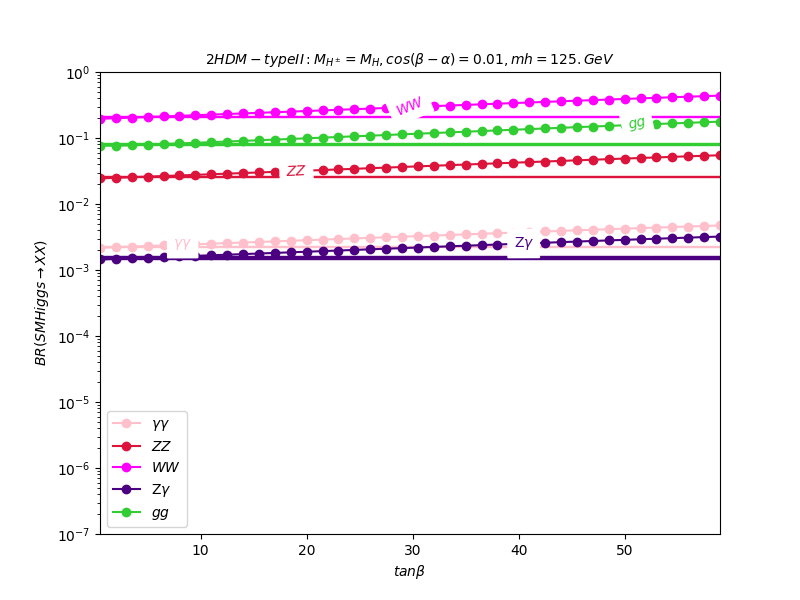 2HDM − typeII : M_{H^±} = M_H, cos(β − α) = 0.01, mh = 125. GeV
10^0
10^{−1}
10^{−2}
10^{−3}
10^{−4}
10^{−5}
10^{−6}
10^{−7}
BR(SMHiggs → XX)
WW
gg
ZZ
γγ
Zγ
γγ
ZZ
WW
Zγ
gg
10 20 30 40 50
tanβ